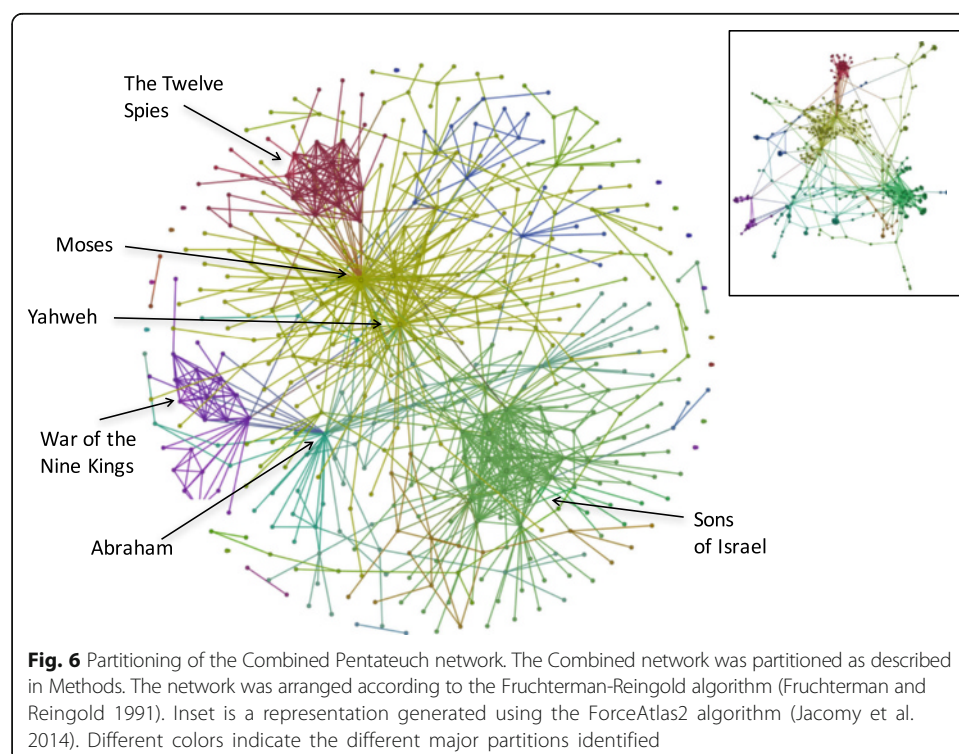 The Twelve
Spies
Moses
Yahweh
War of the
Nine Kings
Abraham
Sons
of Israel
Fig. 6 Partitioning of the Combined Pentateuch network. The Combined network was partitioned as described
in Methods. The network was arranged according to the Fruchterman-Reingold algorithm (Fruchterman and
Reingold 1991). Inset is a representation generated using the ForceAtlas2 algorithm (Jacomy et al.
2014). Different colors indicate the different major partitions identified